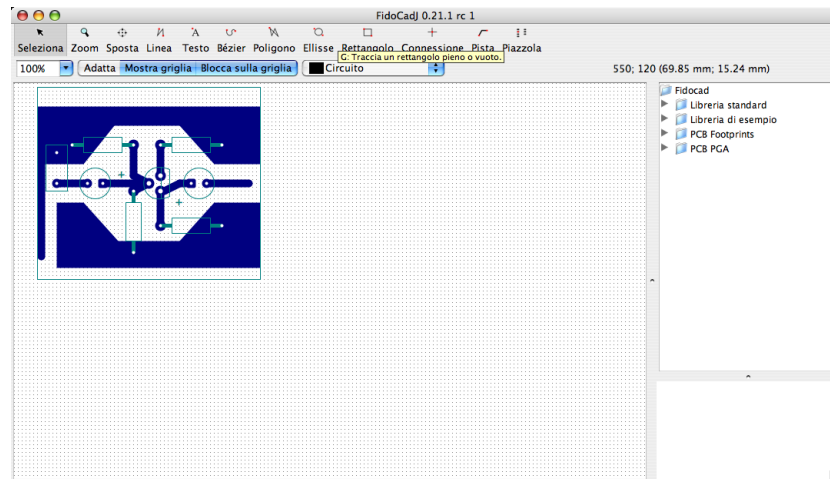 FidoCadJ 0.21.1 rc 1
Seleziona Zoom Sposta Linea Testo Bézier Poligono Ellisse Rettangolo Connessione Pista Piazzola
G: Traccia un rettangolo pieno o vuoto.
100% Adatta Mostra griglia Blocca sulla griglia Circuito 550; 120 (69.85 mm; 15.24 mm)
Fidocad
Libreria standard
Libreria di esempio
PCB Footprints
PCB PGA